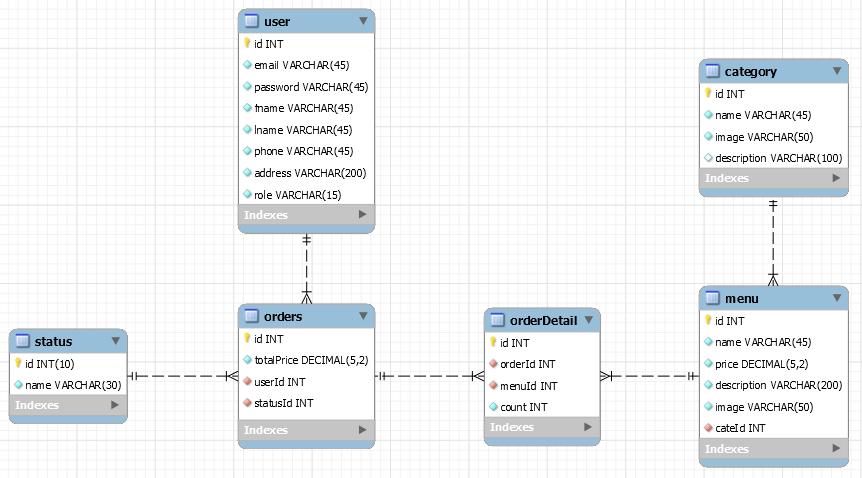 user
id INT
email VARCHAR(45)
password VARCHAR(45)
fname VARCHAR(45)
lname VARCHAR(45)
phone VARCHAR(45)
address VARCHAR(200)
role VARCHAR(15)
Indexes
category
id INT
name VARCHAR(45)
image VARCHAR(50)
description VARCHAR(100)
Indexes
status
id INT(10)
name VARCHAR(30)
Indexes
orders
id INT
totalPrice DECIMAL(5,2)
userId INT
statusId INT
Indexes
orderDetail
id INT
orderId INT
menuId INT
count INT
Indexes
menu
id INT
name VARCHAR(45)
price DECIMAL(5,2)
description VARCHAR(200)
image VARCHAR(50)
cateId INT
Indexes